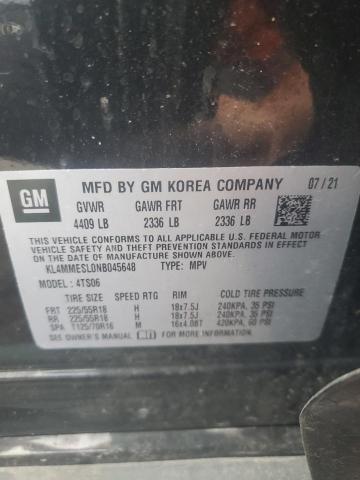 GM
MFD BY GM KOREA COMPANY 07/21
GVWR GAWR FRT GAWR RR
4409 LB 2336 LB 2336 LB
THIS VEHICLE CONFORMS TO ALL APPLICABLE U.S. FEDERAL MOTOR
VEHICLE SAFETY AND THEFT PREVENTION STANDARDS IN EFFECT
ON THE DATE OF MANUFACTURE SHOWN ABOVE.
KL4MMESL0NB045648 TYPE: MPV
MODEL: 4TS06
TIRE SIZE SPEED RTG RIM COLD TIRE PRESSURE
FRT 225/55R18 H 18x7.5J 240KPA, 35 PSI
RR 225/55R18 H 18x7.5J 240KPA, 35 PSI
SPA T125/70R16 M 16x4.0BT 420KPA, 60 PSI
SEE OWNER'S MANUAL FOR MORE INFORMATION.